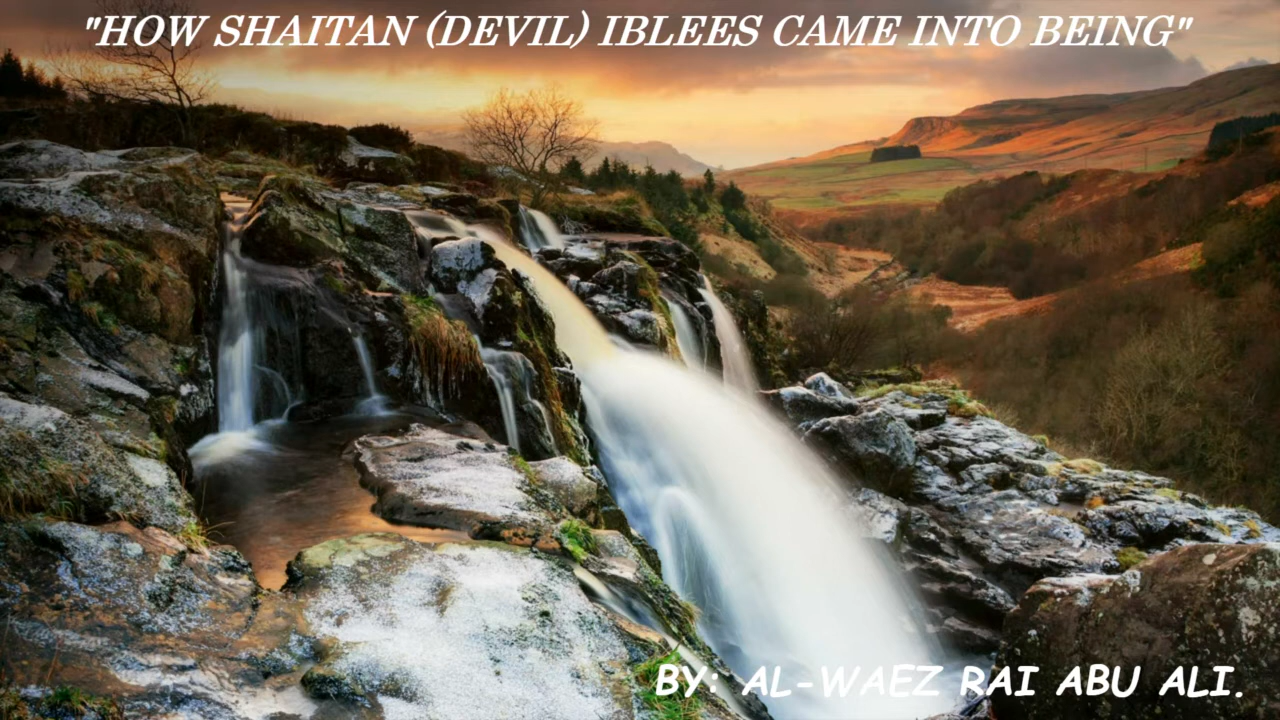 "HOW SHAITAN (DEVIL) IBLEES CAME INTO BEING"
BY: AL-WAEZ RAI ABU ALI.